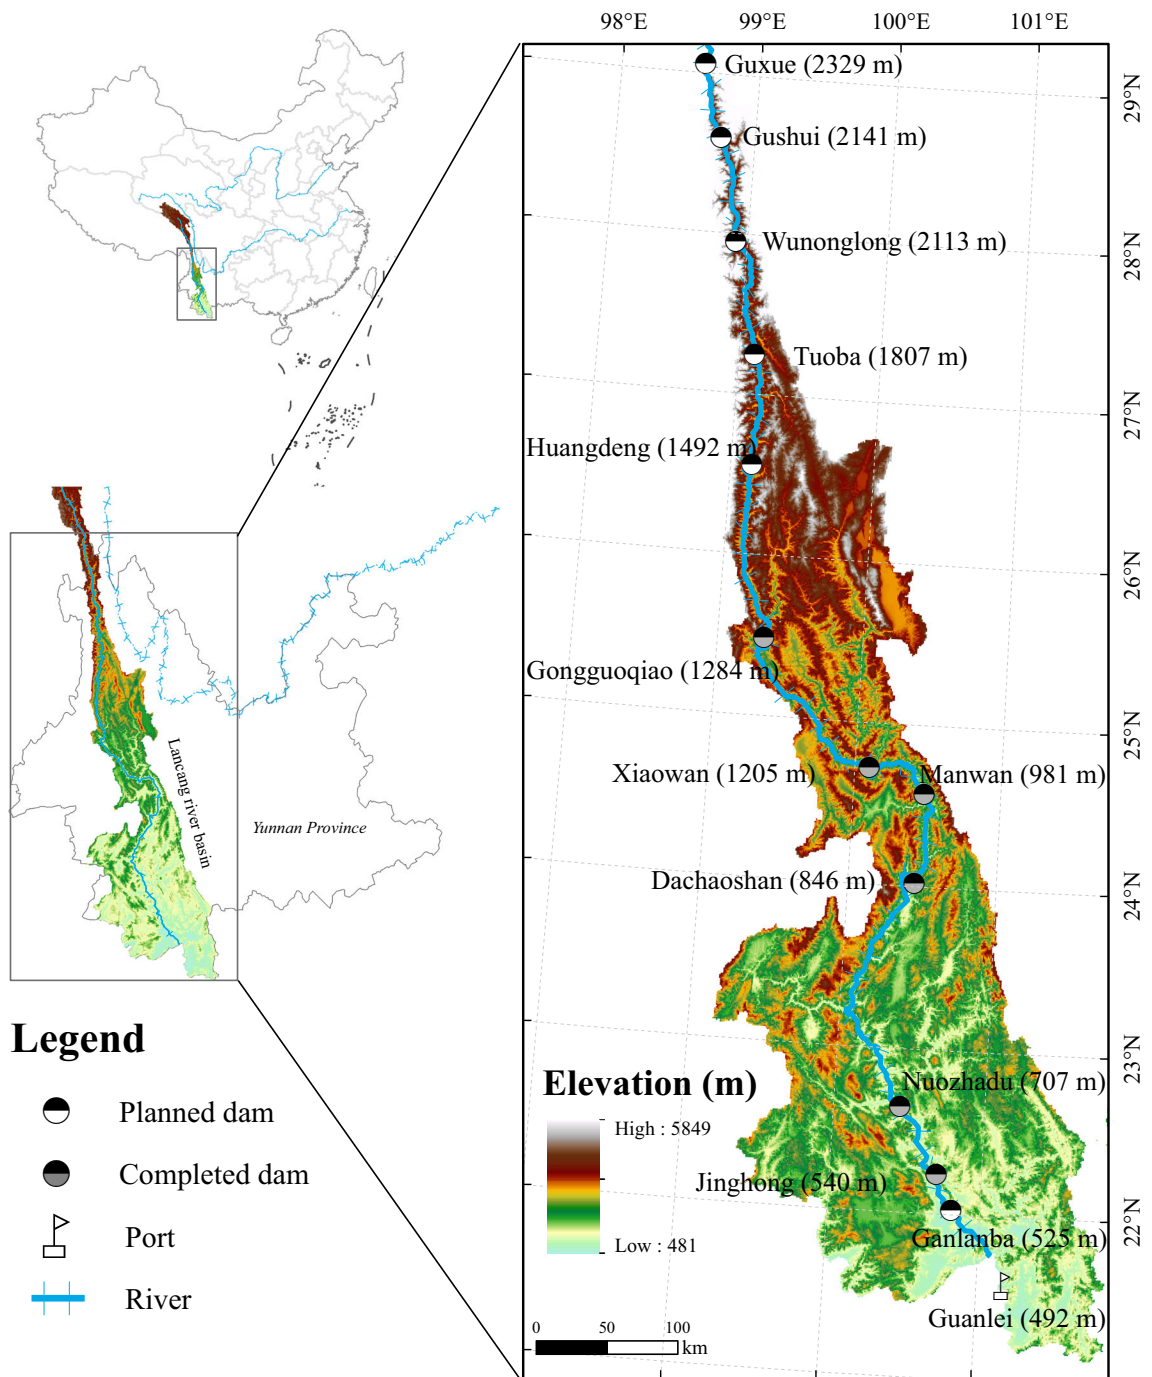 98°E 99°E 100°E 101°E
29°N
28°N
27°N
26°N
25°N
24°N
23°N
22°N
Guxue (2329 m)
Gushui (2141 m)
Wunonglong (2113 m)
Tuoba (1807 m)
Huangdeng (1492 m)
Gongguoqiao (1284 m)
Xiaowan (1205 m)
Manwan (981 m)
Dachaoshan (846 m)
Nuozhadu (707 m)
Jinghong (540 m)
Ganlanba (525 m)
Guanlei (492 m)
Lancang river basin
Yunnan Province
Legend
Planned dam
Completed dam
Port
River
Elevation (m)
High : 5849
Low : 481
0 50 100
km